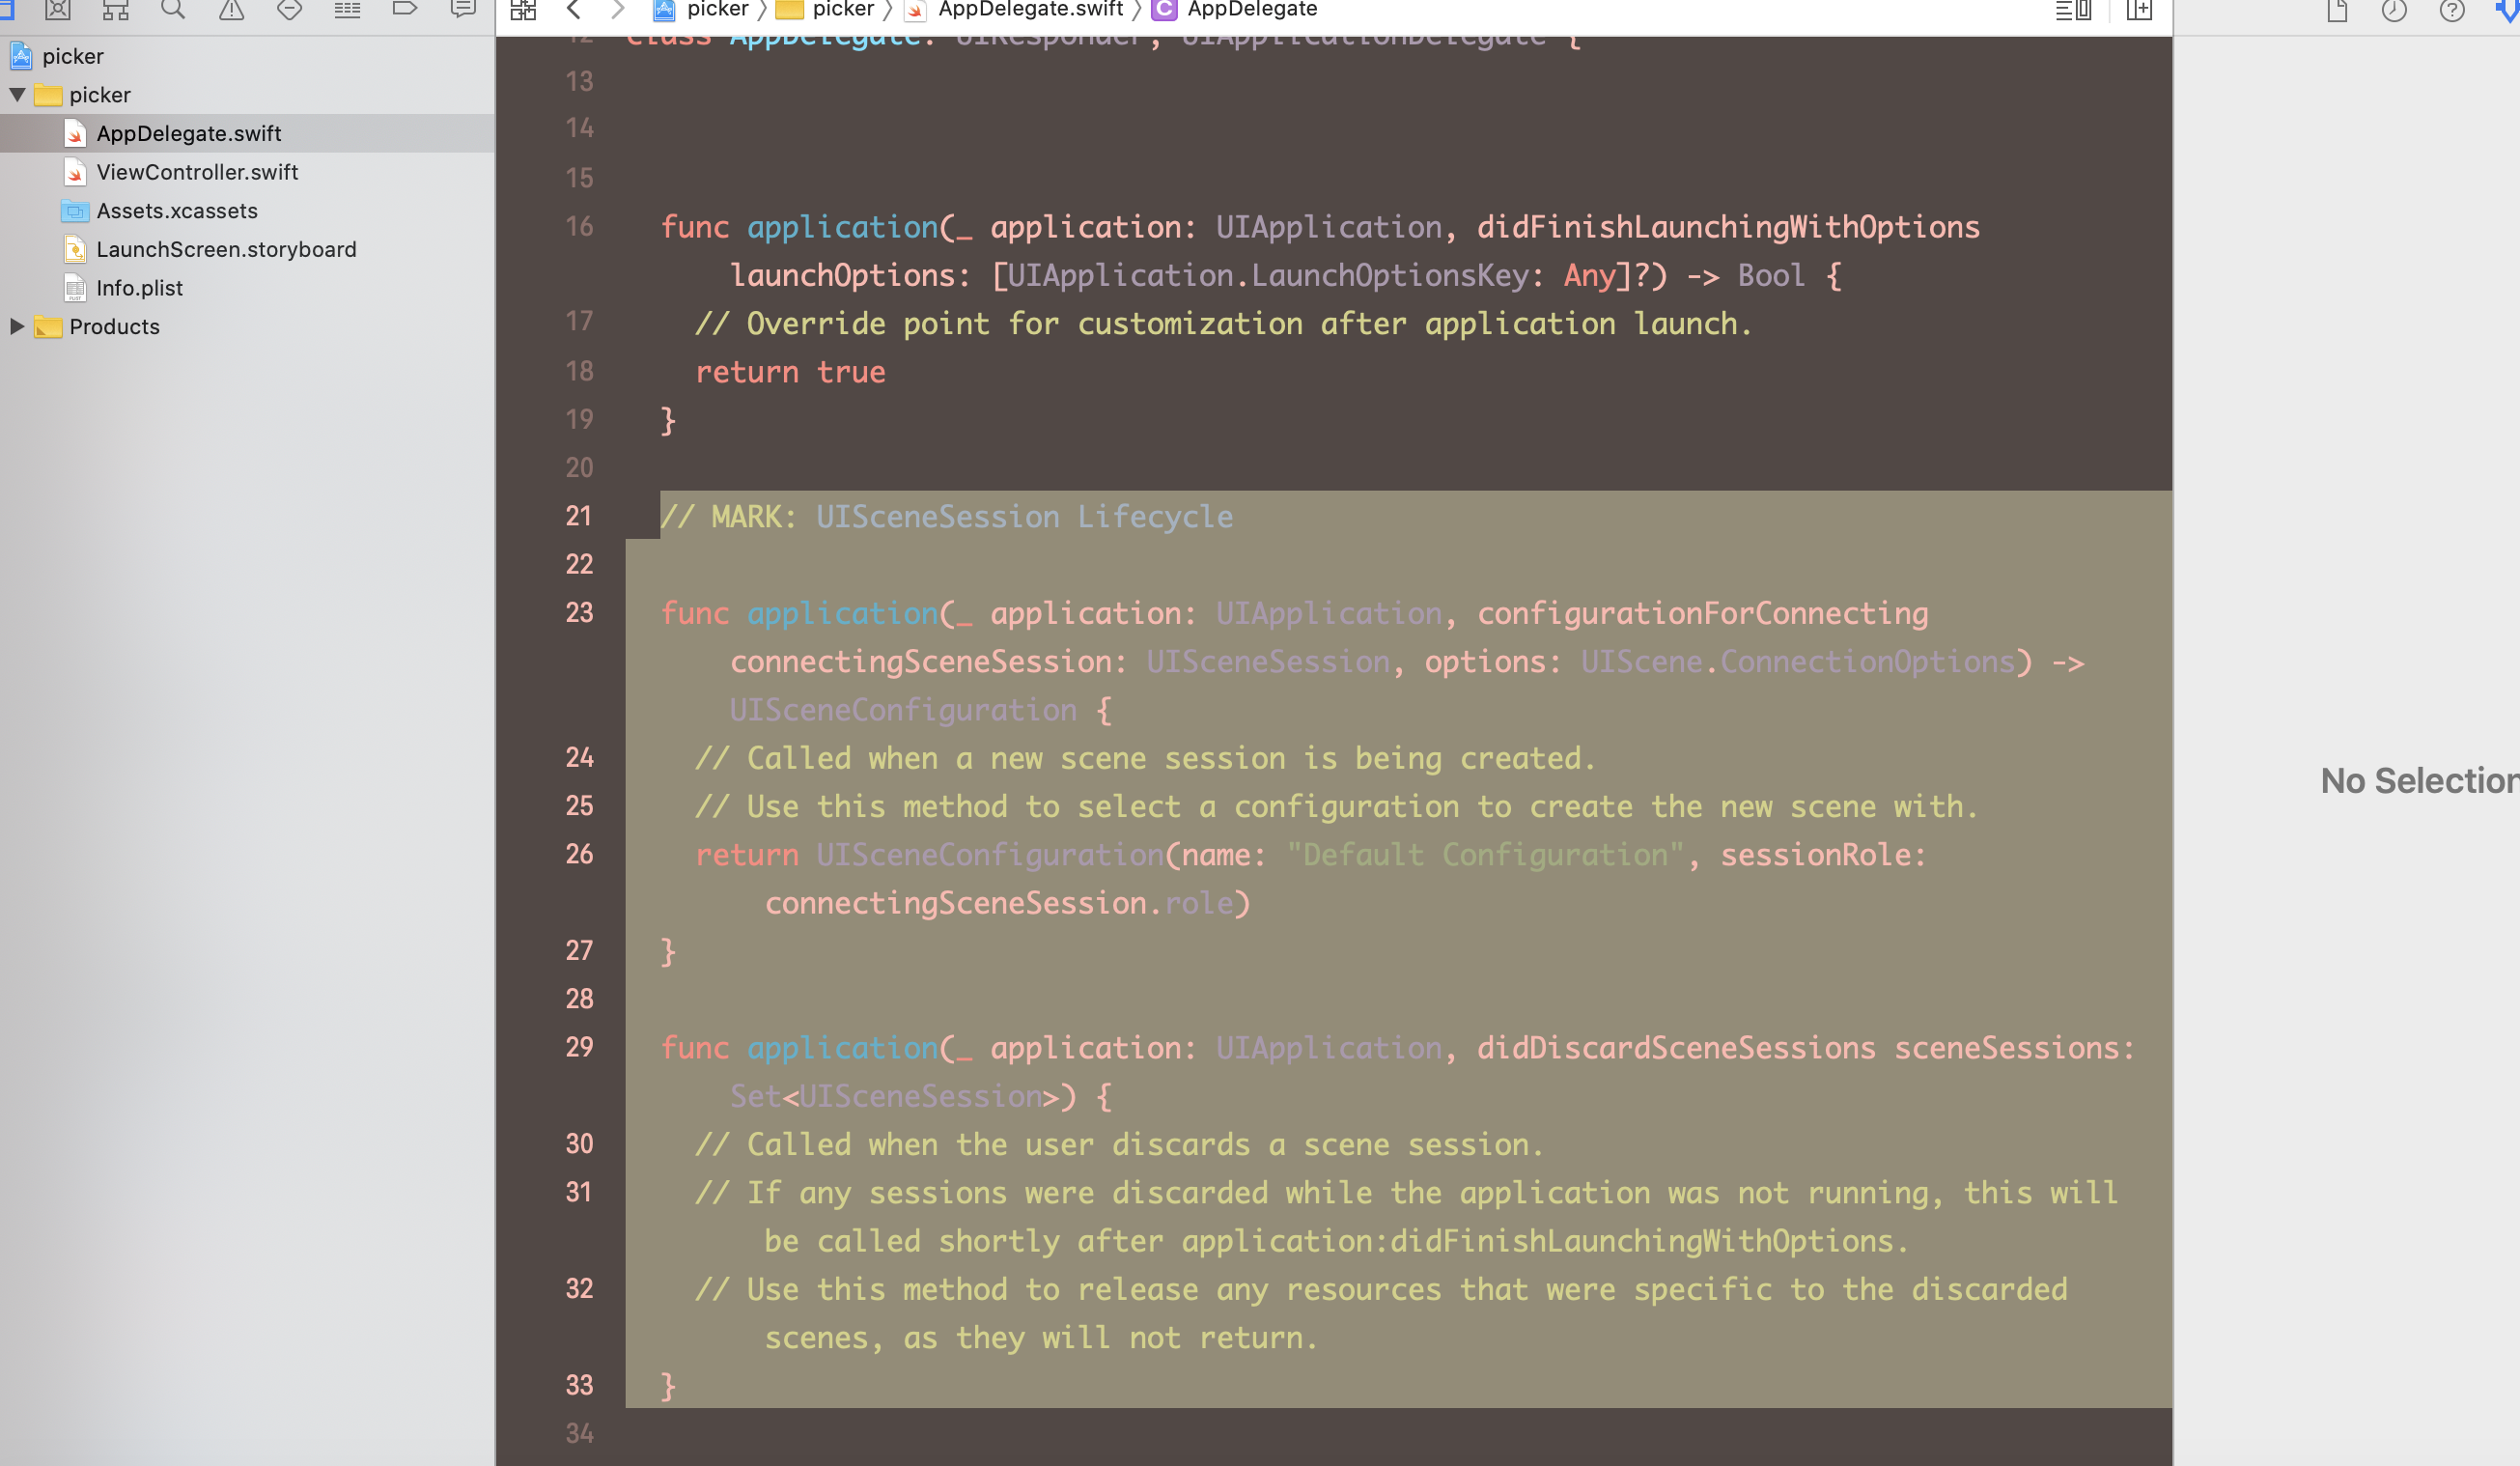 picker
picker
AppDelegate.swift
ViewController.swift
Assets.xcassets
LaunchScreen.storyboard
Info.plist
Products
picker
picker
AppDelegate.swift
C
AppDelegate
12 class AppDelegate: UIResponder, UIApplicationDelegate {
13
14
15
16 func application(_ application: UIApplication, didFinishLaunchingWithOptions
launchOptions: [UIApplication.LaunchOptionsKey: Any]?) -> Bool {
17 // Override point for customization after application launch.
18 return true
19 }
20
21 // MARK: UISceneSession Lifecycle
22
23 func application(_ application: UIApplication, configurationForConnecting
connectingSceneSession: UISceneSession, options: UIScene.ConnectionOptions) ->
UISceneConfiguration {
24 // Called when a new scene session is being created.
25 // Use this method to select a configuration to create the new scene with.
26 return UISceneConfiguration(name: "Default Configuration", sessionRole:
connectingSceneSession.role)
27 }
28
29 func application(_ application: UIApplication, didDiscardSceneSessions sceneSessions:
Set<UISceneSession>) {
30 // Called when the user discards a scene session.
31 // If any sessions were discarded while the application was not running, this will
be called shortly after application:didFinishLaunchingWithOptions.
32 // Use this method to release any resources that were specific to the discarded
scenes, as they will not return.
33 }
34
No Selection